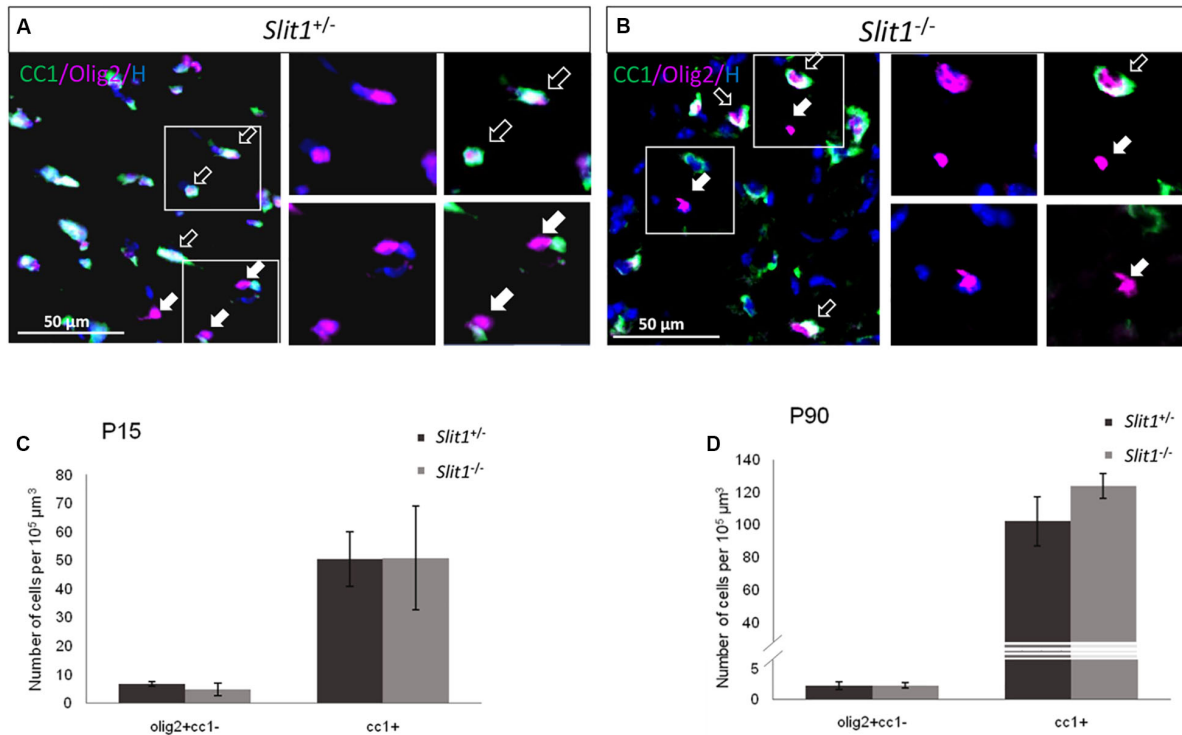 A Slit1+/-
B Slit1-/-
CC1/Olig2/H
50 µm
CC1/Olig2/H
50 µm
C P15
Slit1+/-
Slit1-/-
Number of cells per 10⁵ µm³
80
70
60
50
40
30
20
10
0
olig2+cc1-
cc1+
D P90
Slit1+/-
Slit1-/-
Number of cells per 10⁵ µm³
140
120
100
80
60
40
5
0
olig2+cc1-
cc1+